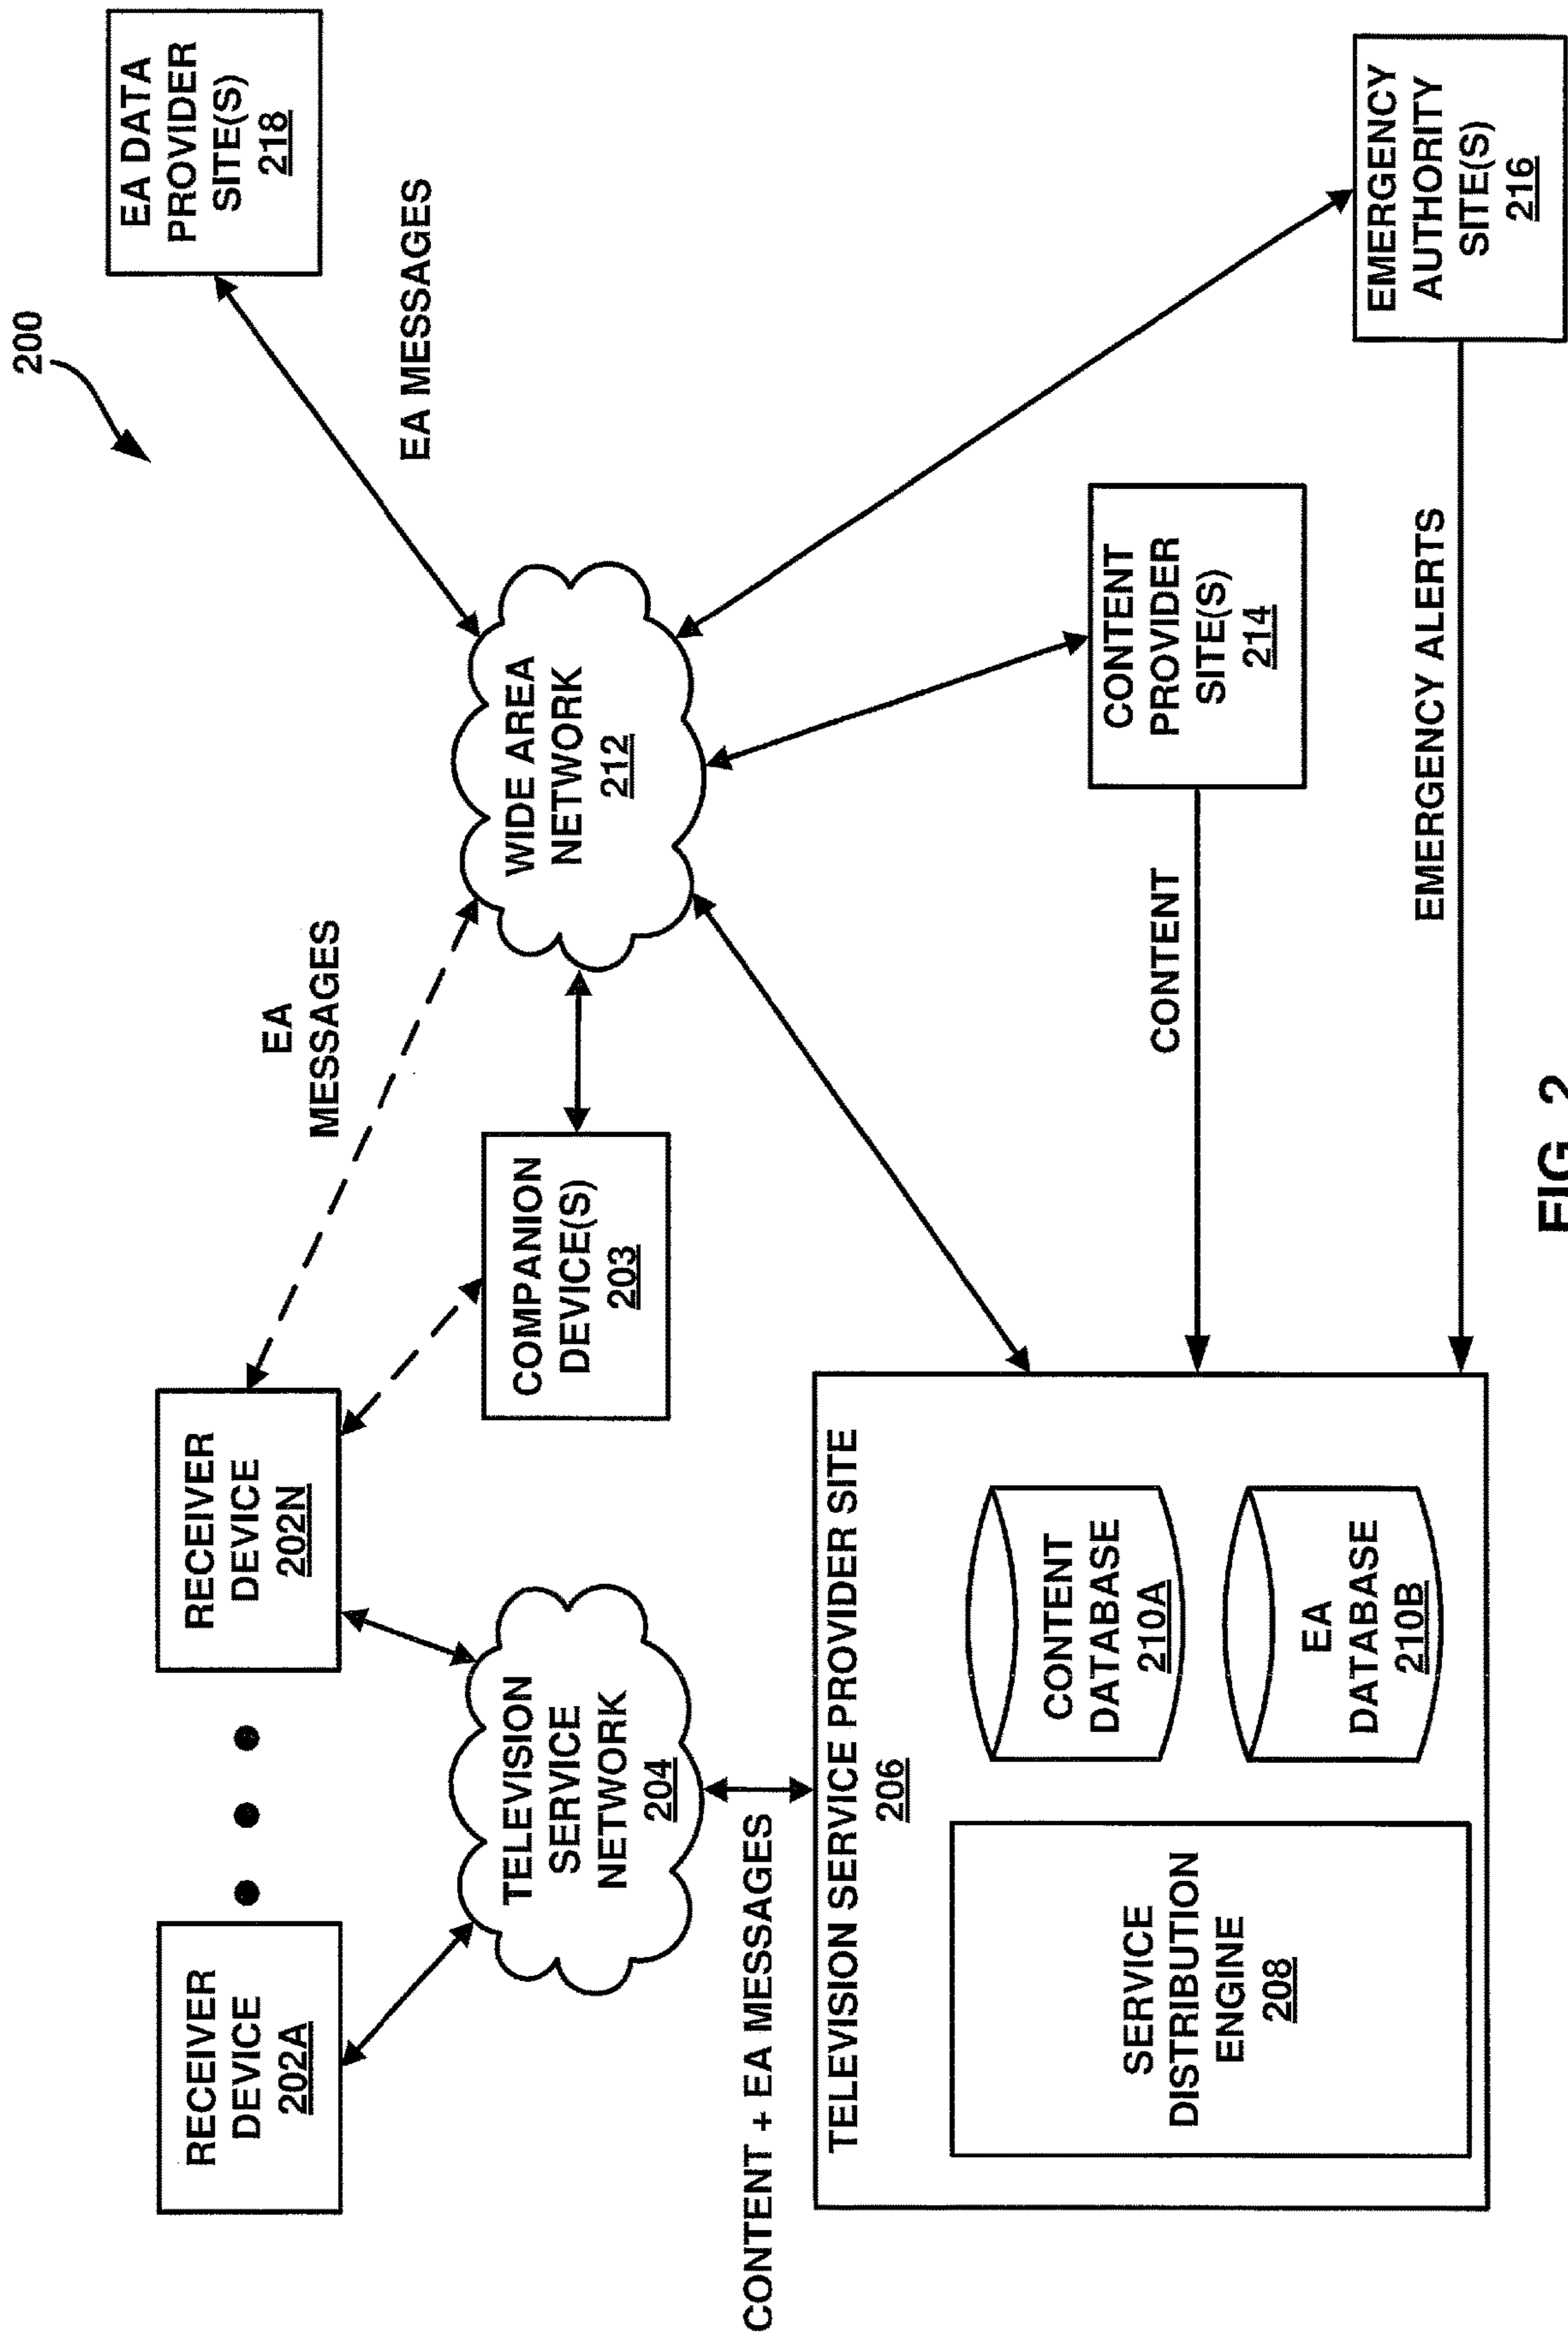 200
RECEIVER
DEVICE
202A
RECEIVER
DEVICE
202N
EA
MESSAGES
EA MESSAGES
EA DATA
PROVIDER
SITE(S)
218
TELEVISION
SERVICE
NETWORK
204
COMPANION
DEVICE(S)
203
WIDE AREA
NETWORK
212
CONTENT + EA MESSAGES
TELEVISION SERVICE PROVIDER SITE
206
SERVICE
DISTRIBUTION
ENGINE
208
CONTENT
DATABASE
210A
EA
DATABASE
210B
CONTENT
CONTENT
PROVIDER
SITE(S)
214
EMERGENCY ALERTS
EMERGENCY
AUTHORITY
SITE(S)
216
FIG. 2